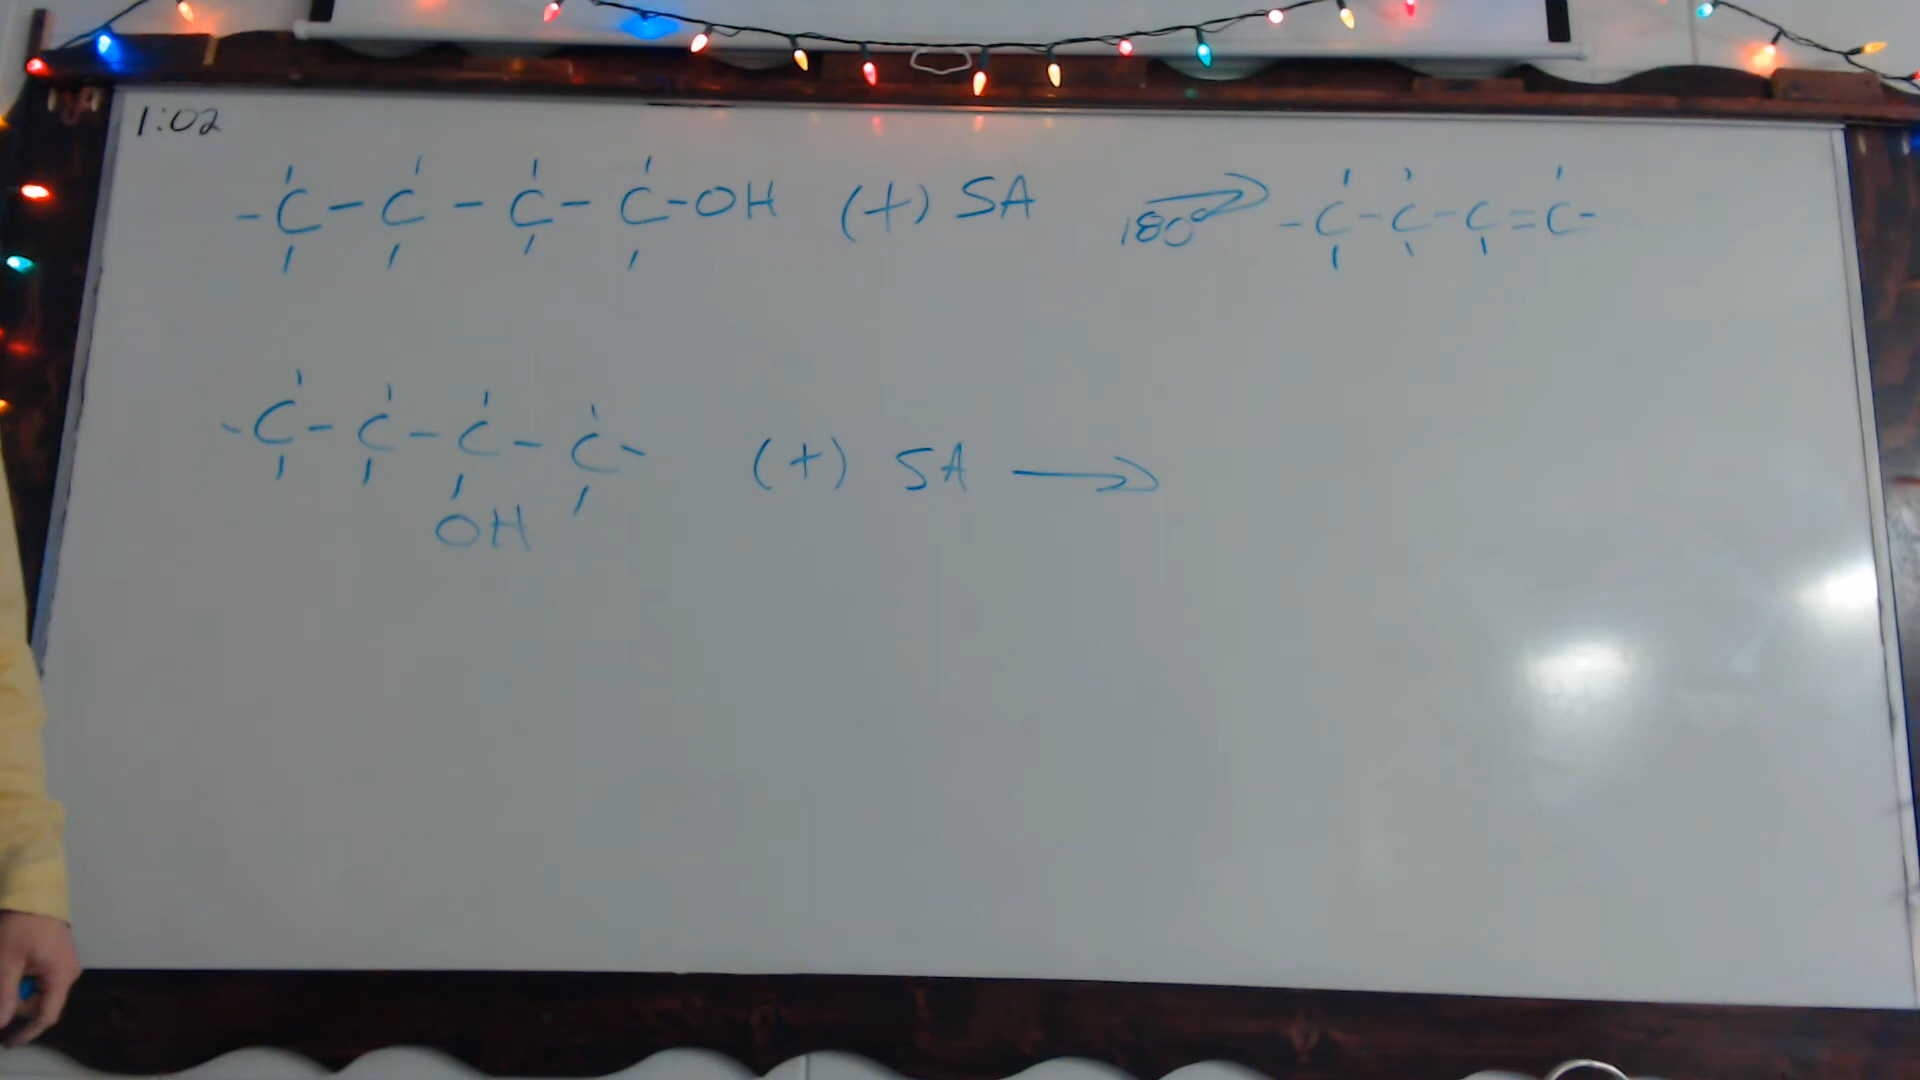 1:02
-C-C-C-C-OH (+) SA 180° → -C-C-C=C-
-C-C-C-C- (+) SA →
OH